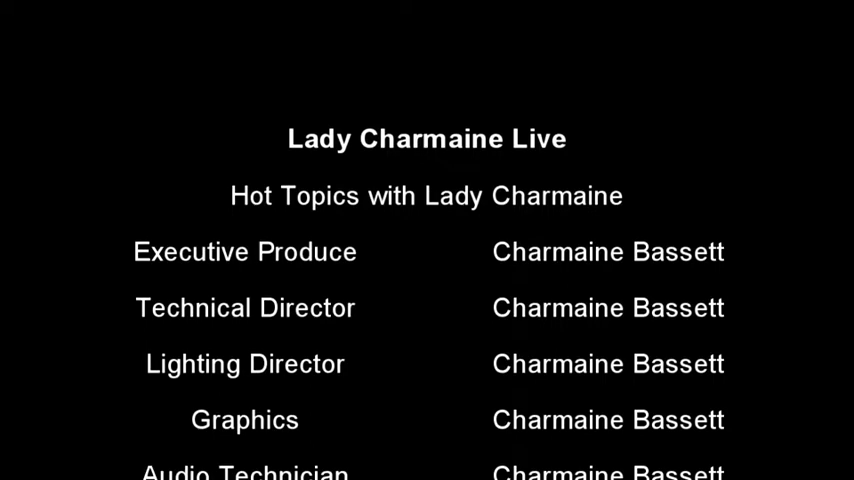 Lady Charmaine Live
Hot Topics with Lady Charmaine
Executive Produce Charmaine Bassett
Technical Director Charmaine Bassett
Lighting Director Charmaine Bassett
Graphics Charmaine Bassett
Audio Technician Charmaine Bassett